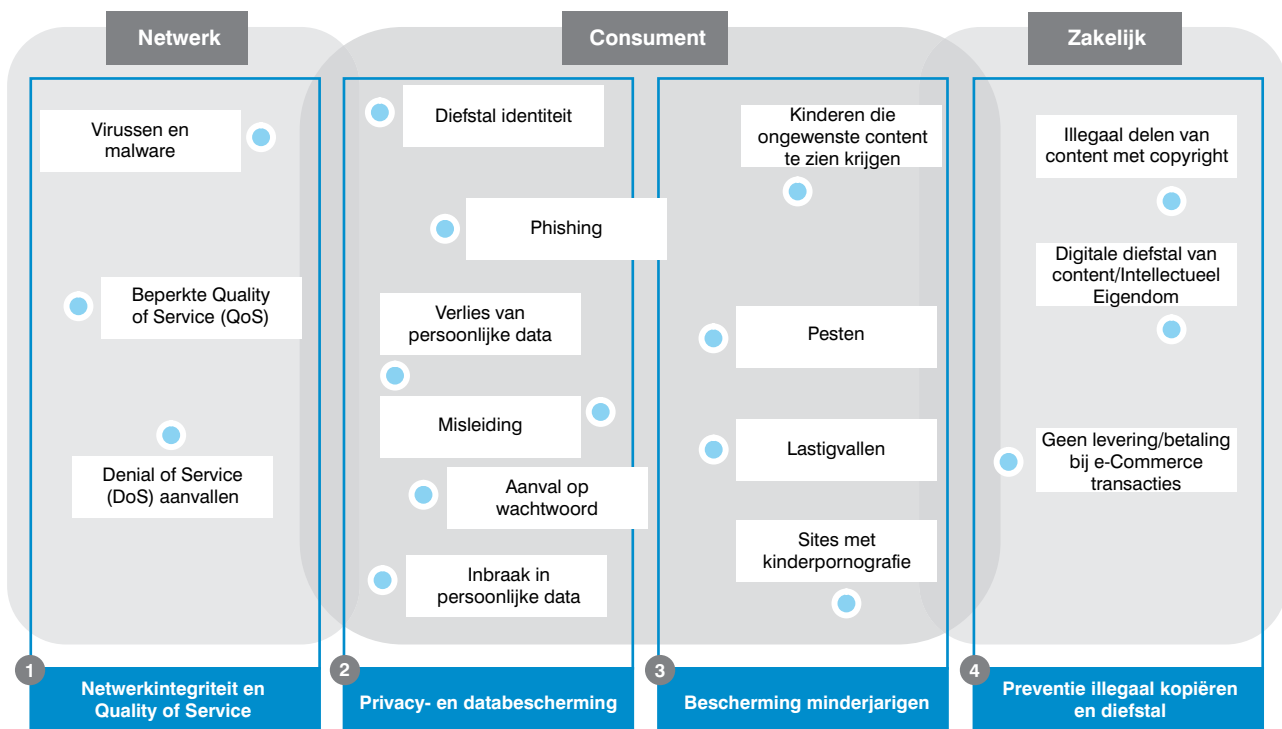 Netwerk
Consument
Zakelijk
Virussen en
malware
Beperkte Quality
of Service (QoS)
Denial of Service
(DoS) aanvallen
Diefstal identiteit
Phishing
Verlies van
persoonlijke data
Misleiding
Aanval op
wachtwoord
Inbraak in
persoonlijke data
Kinderen die
ongewenste content
te zien krijgen
Pesten
Lastigvallen
Sites met
kinderpornografie
Illegaal delen van
content met copyright
Digitale diefstal van
content/Intellectueel
Eigendom
Geen levering/betaling
bij e-Commerce
transacties
1
Netwerkintegriteit en
Quality of Service
2
Privacy- en databescherming
3
Bescherming minderjarigen
4
Preventie illegaal kopiëren
en diefstal